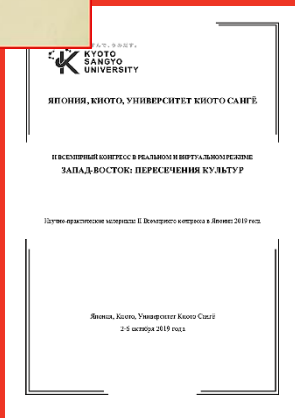 KYOTO
SANGYO
UNIVERSITY
ЯПОНИЯ, КИОТО, УНИВЕРСИТЕТ КИОТО САНГЁ
II ВСЕМИРНЫЙ КОНГРЕСС В РЕАЛЬНОМ И ВИРТУАЛЬНОМ РЕЖИМЕ
ЗАПАД-ВОСТОК: ПЕРЕСЕЧЕНИЯ КУЛЬТУР
Научно-практические материалы II Всемирного конгресса в Японии 2019 года
Япония, Киото, Университет Киото Сангё
2-6 октября 2019 года